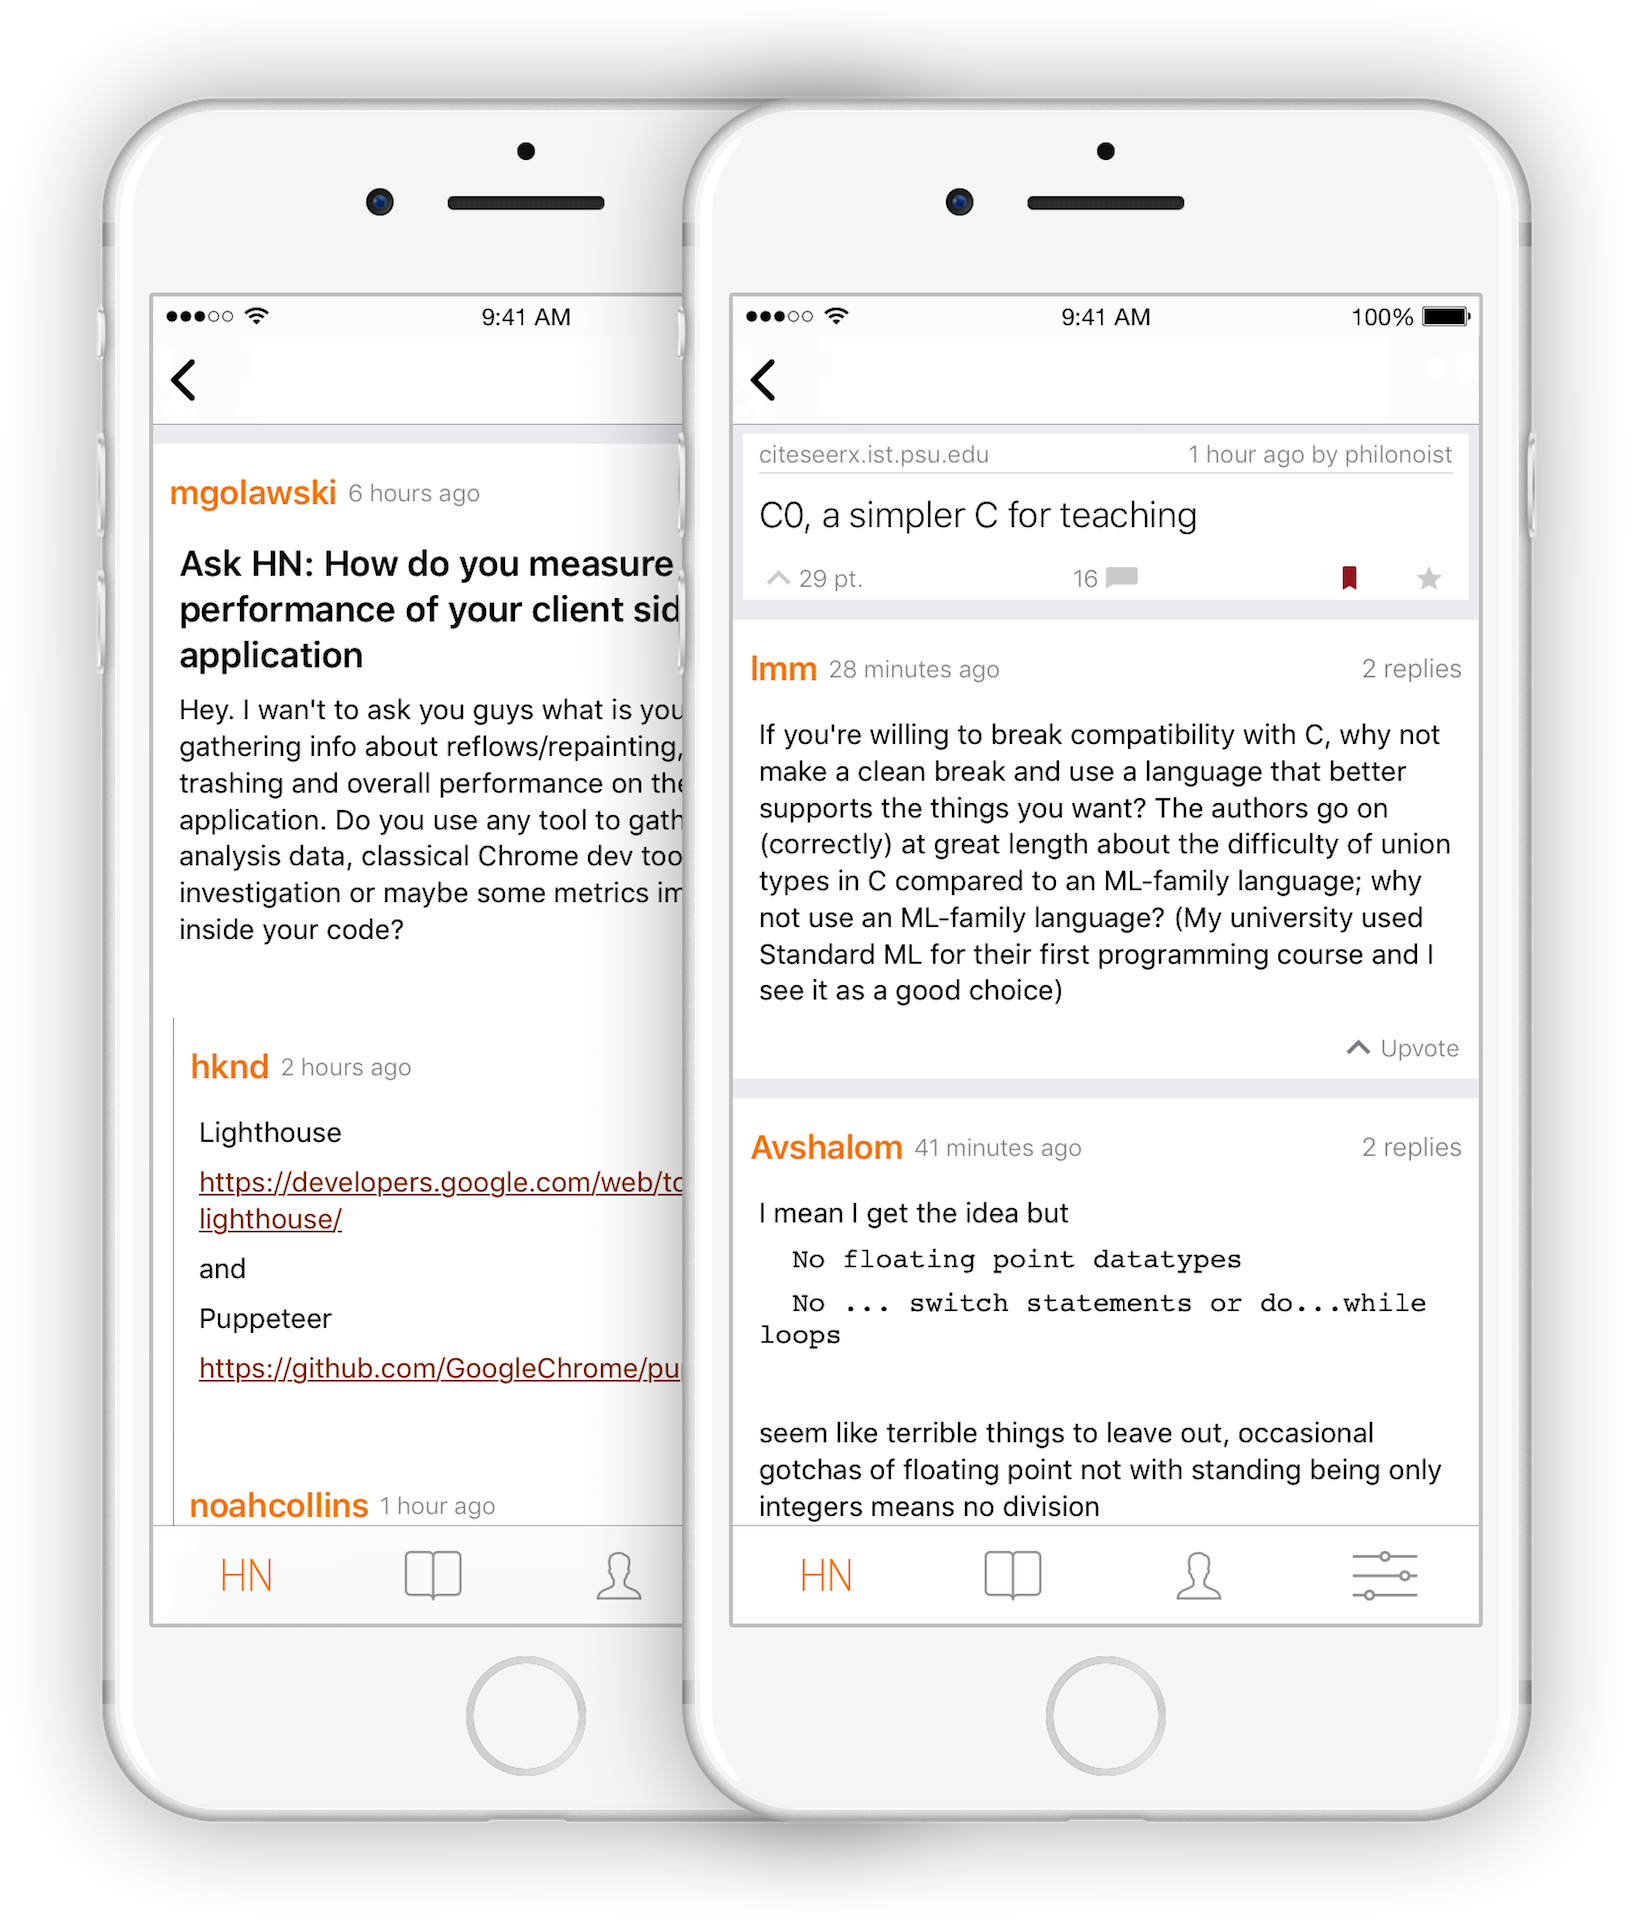 9:41 AM
mgolawski 6 hours ago
Ask HN: How do you measure
performance of your client
application
Hey. I wan't to ask you guys what is
gathering info about reflows/repainting,
trashing and overall performance on
application. Do you use any tool to
analysis data, classical Chrome dev
investigation or maybe some metrics
inside your code?
hknd 2 hours ago
Lighthouse
https://developers.google.com/web/
lighthouse/
and
Puppeteer
https://github.com/GoogleChrome/
noahcollins 1 hour ago
HN
9:41 AM 100%
citeseerx.ist.psu.edu 1 hour ago by philonoist
C0, a simpler C for teaching
29 pt. 16
lmm 28 minutes ago 2 replies
If you're willing to break compatibility with C, why not
make a clean break and use a language that better
supports the things you want? The authors go on
(correctly) at great length about the difficulty of union
types in C compared to an ML-family language; why
not use an ML-family language? (My university used
Standard ML for their first programming course and I
see it as a good choice)
Upvote
Avshalom 41 minutes ago 2 replies
I mean I get the idea but
No floating point datatypes
No ... switch statements or do...while
loops
seem like terrible things to leave out, occasional
gotchas of floating point not with standing being only
integers means no division
HN